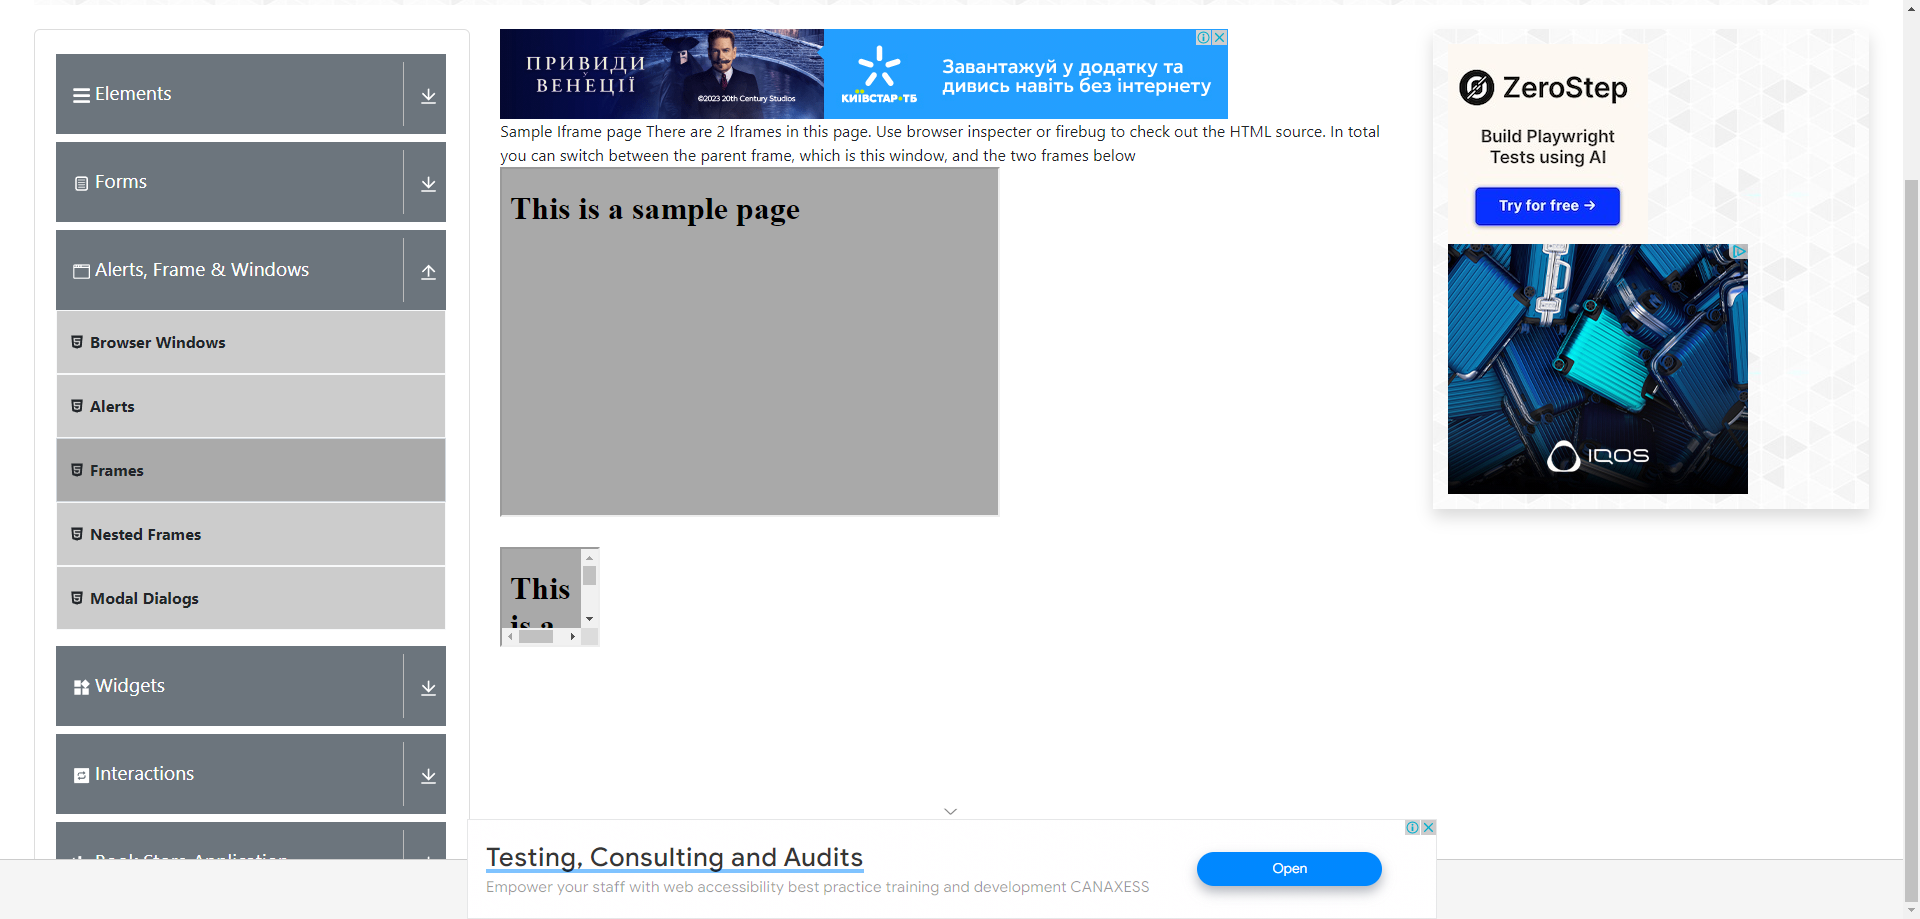 Elements
Forms
Alerts, Frame & Windows
Browser Windows
Alerts
Frames
Nested Frames
Modal Dialogs
Widgets
Interactions
Book Store Application
ПРИВИДИ
У
ВЕНЕЦІЇ
©2023 20th Century Studios
КИЇВСТАР·ТБ
Завантажуй у додатку та
дивись навіть без інтернету
Sample Iframe page There are 2 Iframes in this page. Use browser inspecter or firebug to check out the HTML source. In total
you can switch between the parent frame, which is this window, and the two frames below
This is a sample page
This
is a
ZeroStep
Build Playwright
Tests using AI
Try for free →
IQOS
Testing, Consulting and Audits
Empower your staff with web accessibility best practice training and development CANAXESS
Open